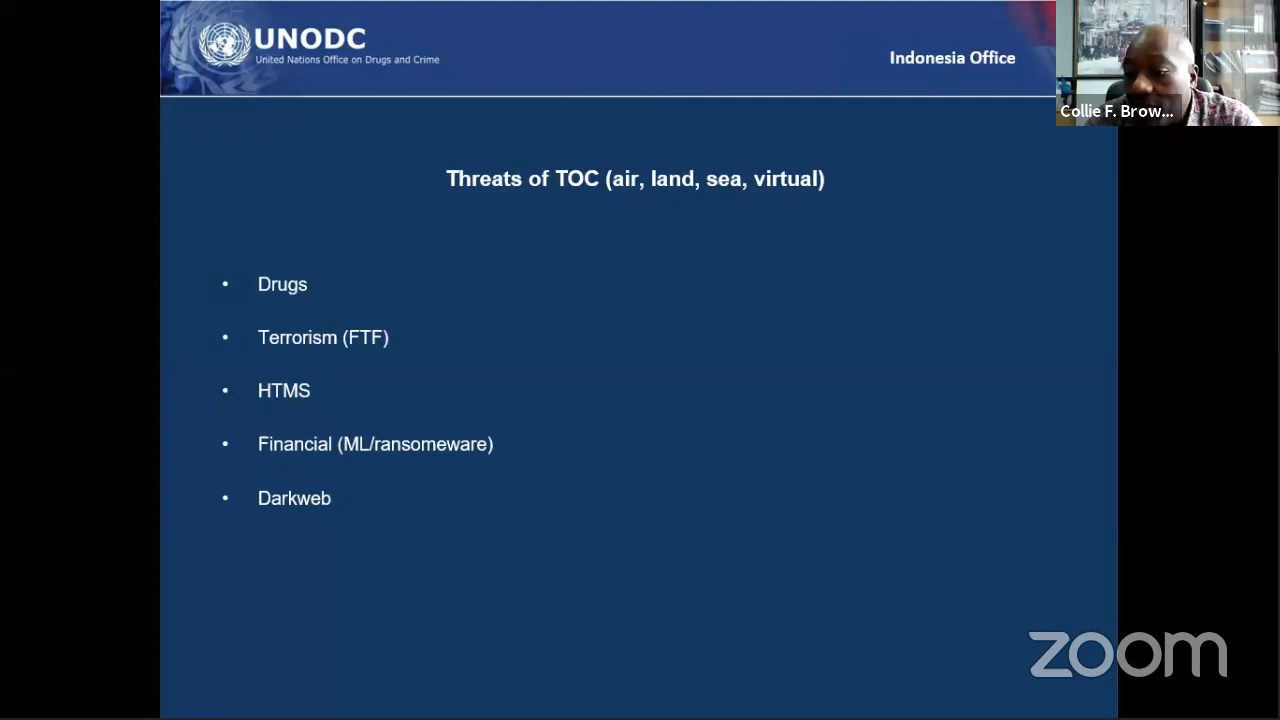 UNODC
United Nations Office on Drugs and Crime
Indonesia Office
Collie F. Brow...
Threats of TOC (air, land, sea, virtual)
• Drugs
• Terrorism (FTF)
• HTMS
• Financial (ML/ransomeware)
• Darkweb
zoom